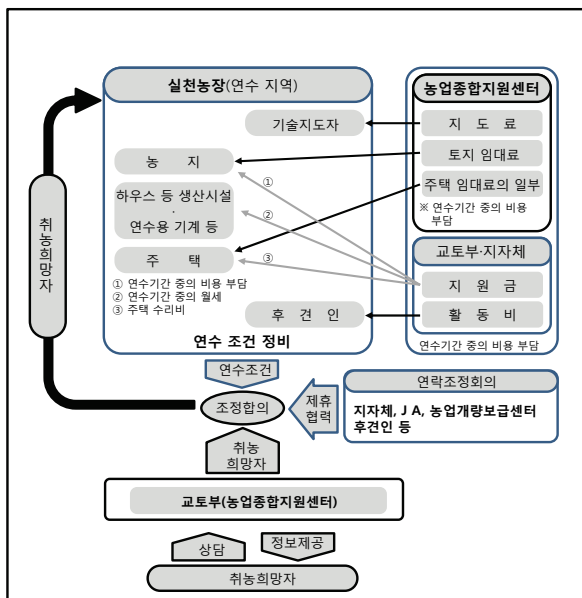 실천농장(연수 지역)
기술지도자
농 지
하우스 등 생산시설
·
연수용 기계 등
주 택
① 연수기간 중의 비용 부담
② 연수기간 중의 월세
③ 주택 수리비
후 견 인
연수 조건 정비
①
②
③
농업종합지원센터
지 도 료
토지 임대료
주택 임대료의 일부
※ 연수기간 중의 비용
부담
교토부·지자체
지 원 금
활 동 비
연수기간 중의 비용 부담
취농희망자
연수조건
조정합의
제휴
협력
연락조정회의
지자체, J A, 농업개량보급센터
후견인 등
취농
희망자
교토부(농업종합지원센터)
상담
정보제공
취농희망자